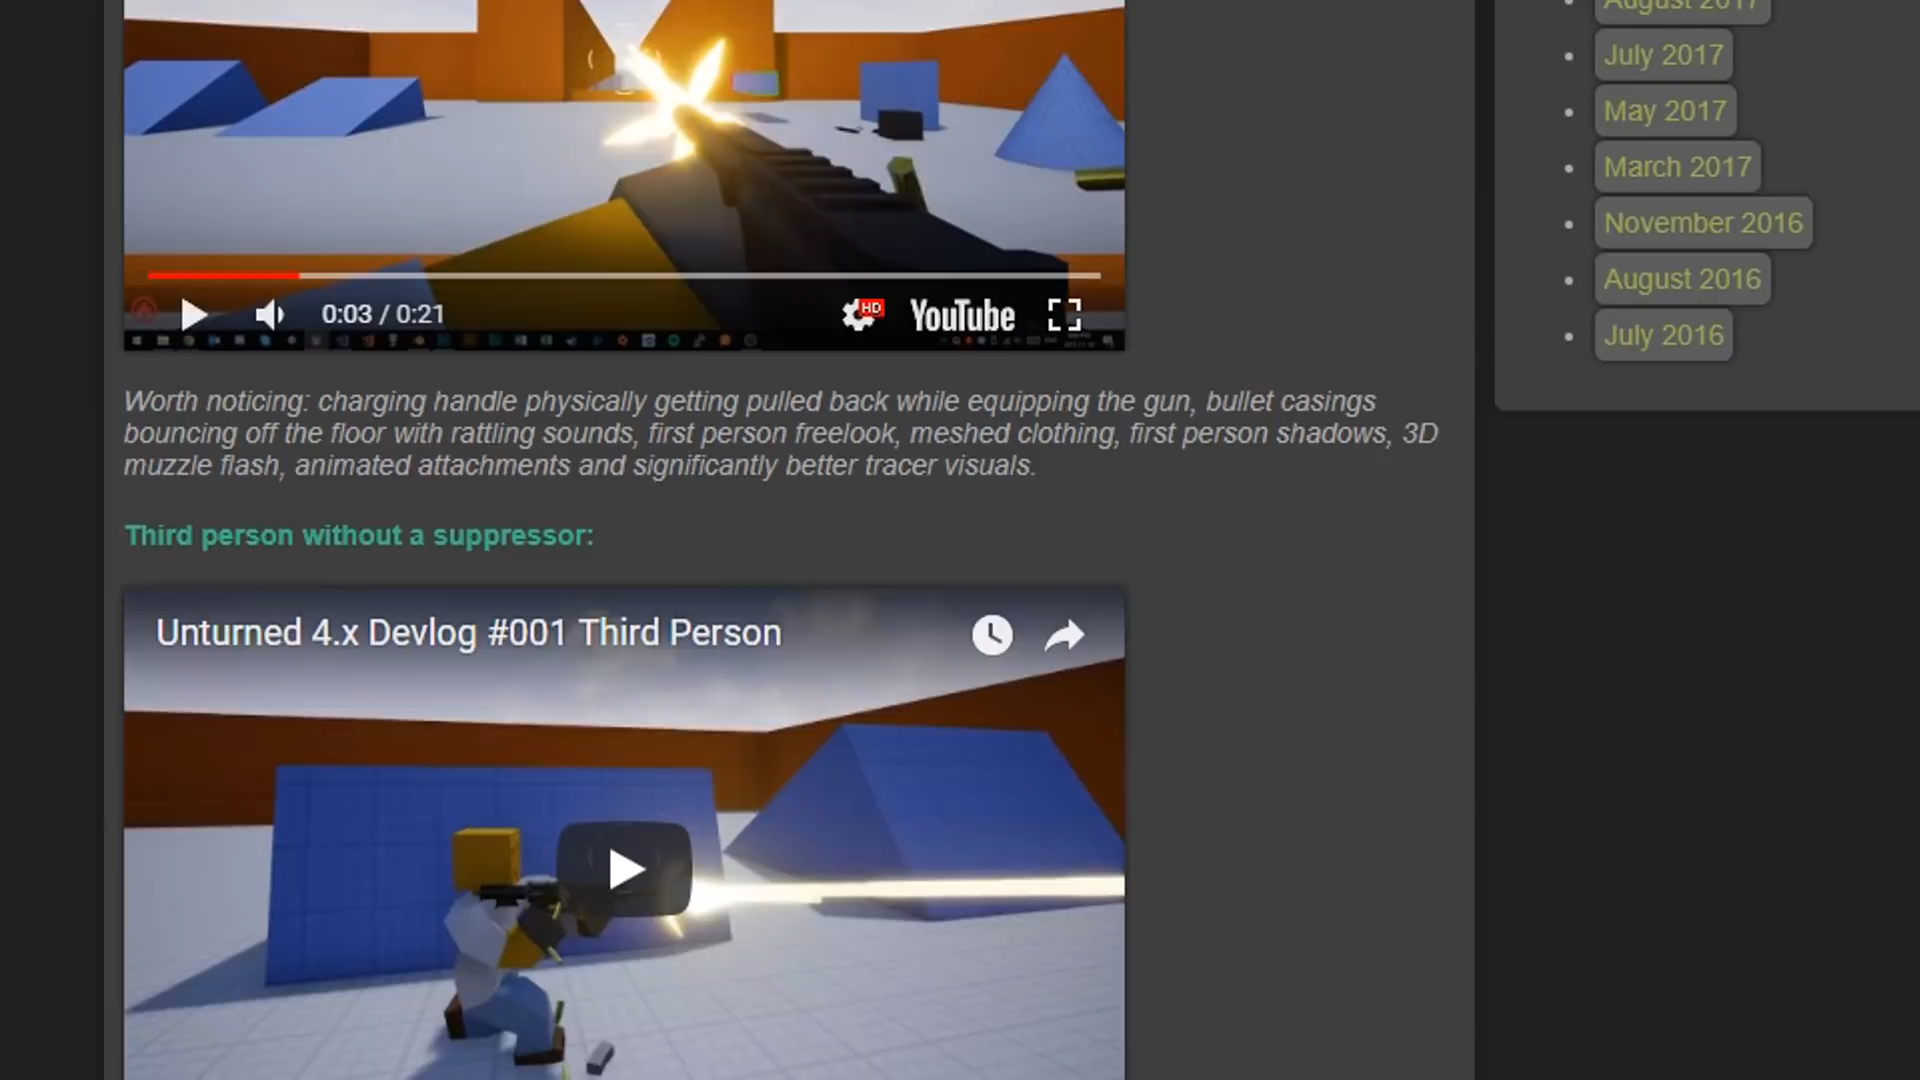 August 2017
July 2017
May 2017
March 2017
November 2016
August 2016
July 2016
0:03 / 0:21
HD
YouTube
Worth noticing: charging handle physically getting pulled back while equipping the gun, bullet casings
bouncing off the floor with rattling sounds, first person freelook, meshed clothing, first person shadows, 3D
muzzle flash, animated attachments and significantly better tracer visuals.
Third person without a suppressor:
Unturned 4.x Devlog #001 Third Person